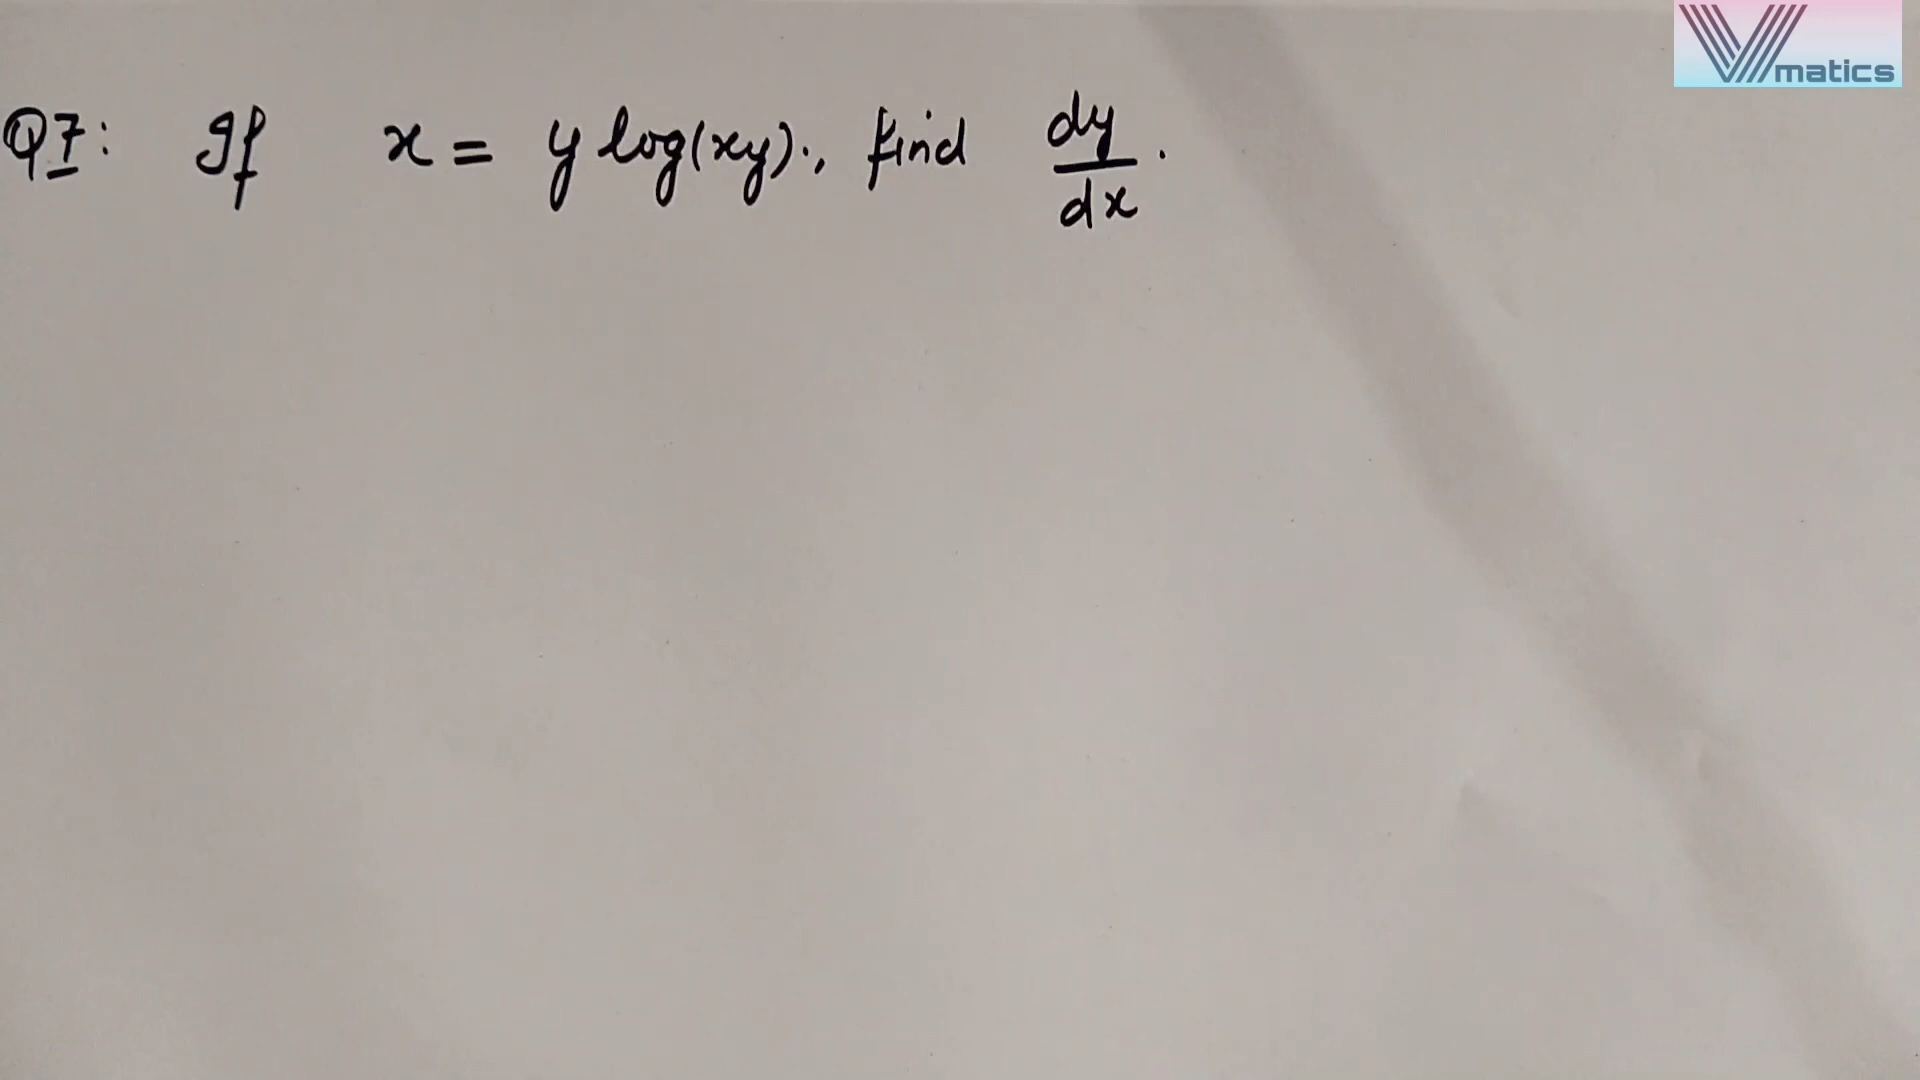 Vmatics
Q7: If x = y log(xy)., find dy/dx.